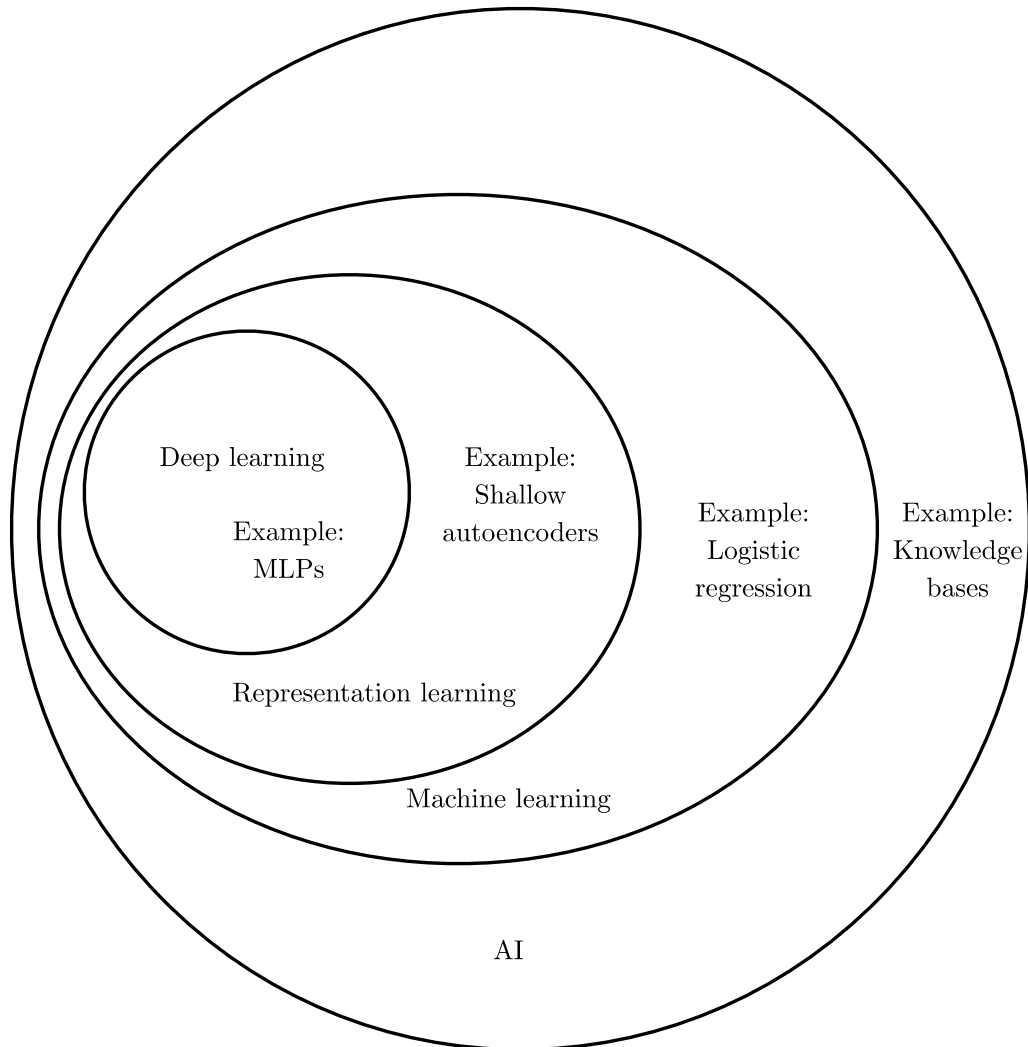 Deep learning
Example:
MLPs
Example:
Shallow
autoencoders
Example:
Logistic
regression
Example:
Knowledge
bases
Representation learning
Machine learning
AI